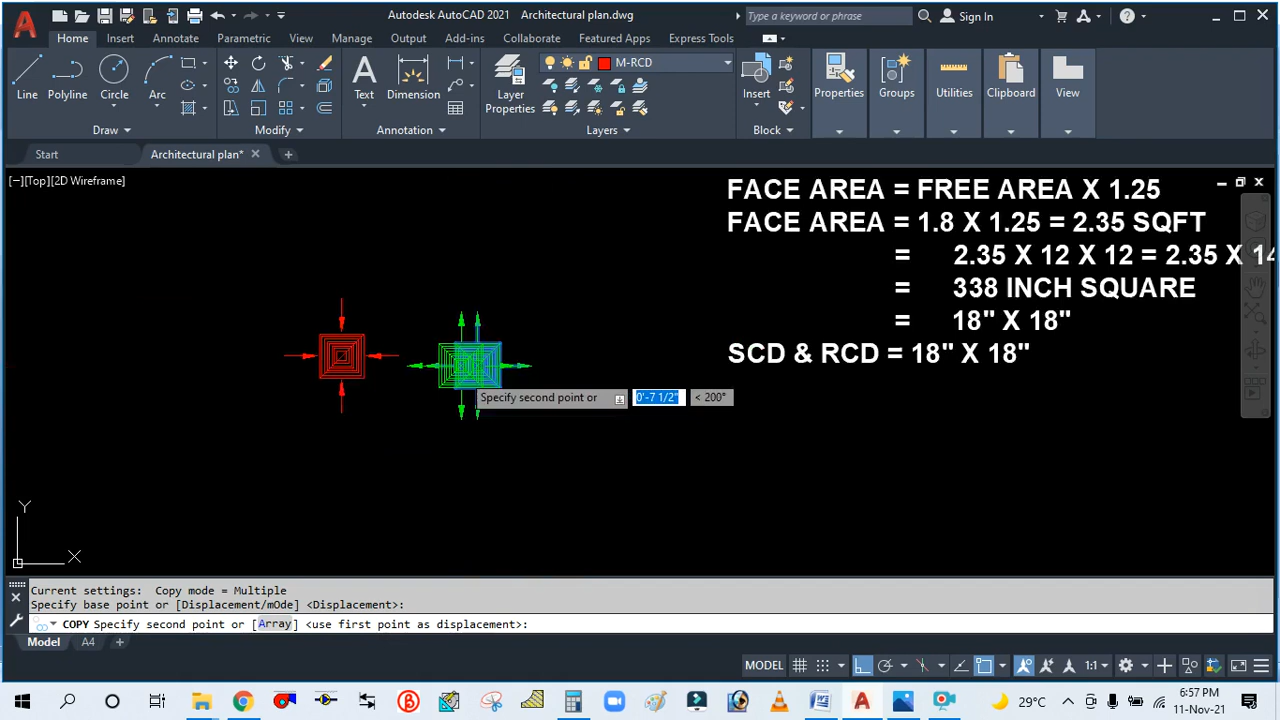 Autodesk AutoCAD 2021 Architectural plan.dwg
Type a keyword or phrase
Sign In
Home Insert Annotate Parametric View Manage Output Add-ins Collaborate Featured Apps Express Tools
M-RCD
Line Polyline Circle Arc
Text Dimension
Layer Properties
Insert Properties Groups Utilities Clipboard View
Draw Modify Annotation Layers Block
Start Architectural plan*
[−][Top][2D Wireframe]
FACE AREA = FREE AREA X 1.25
FACE AREA = 1.8 X 1.25 = 2.35 SQFT
= 2.35 X 12 X 12 = 2.35 X 14
= 338 INCH SQUARE
= 18" X 18"
SCD & RCD = 18" X 18"
Specify second point or 0'-7 1/2" < 200°
Y
X
Current settings: Copy mode = Multiple
Specify base point or [Displacement/mOde] <Displacement>:
COPY Specify second point or [Array] <use first point as displacement>:
Model A4
MODEL 1:1
29°C
6:57 PM
11-Nov-21